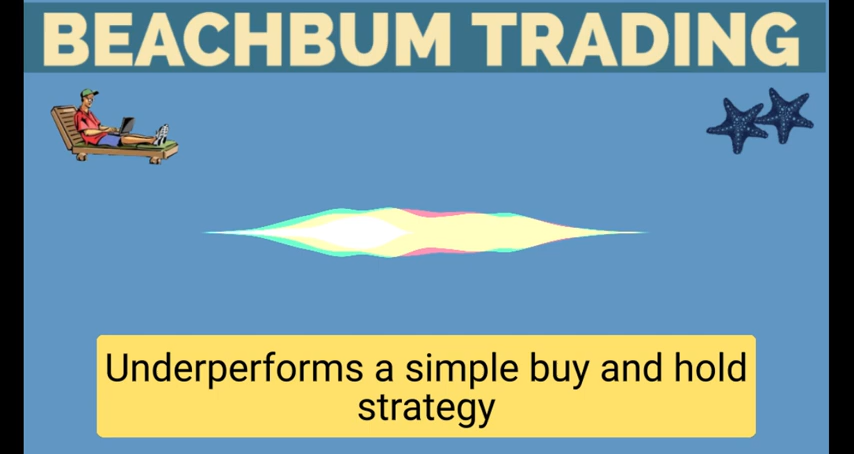 BEACHBUM TRADING
Underperforms a simple buy and hold
strategy